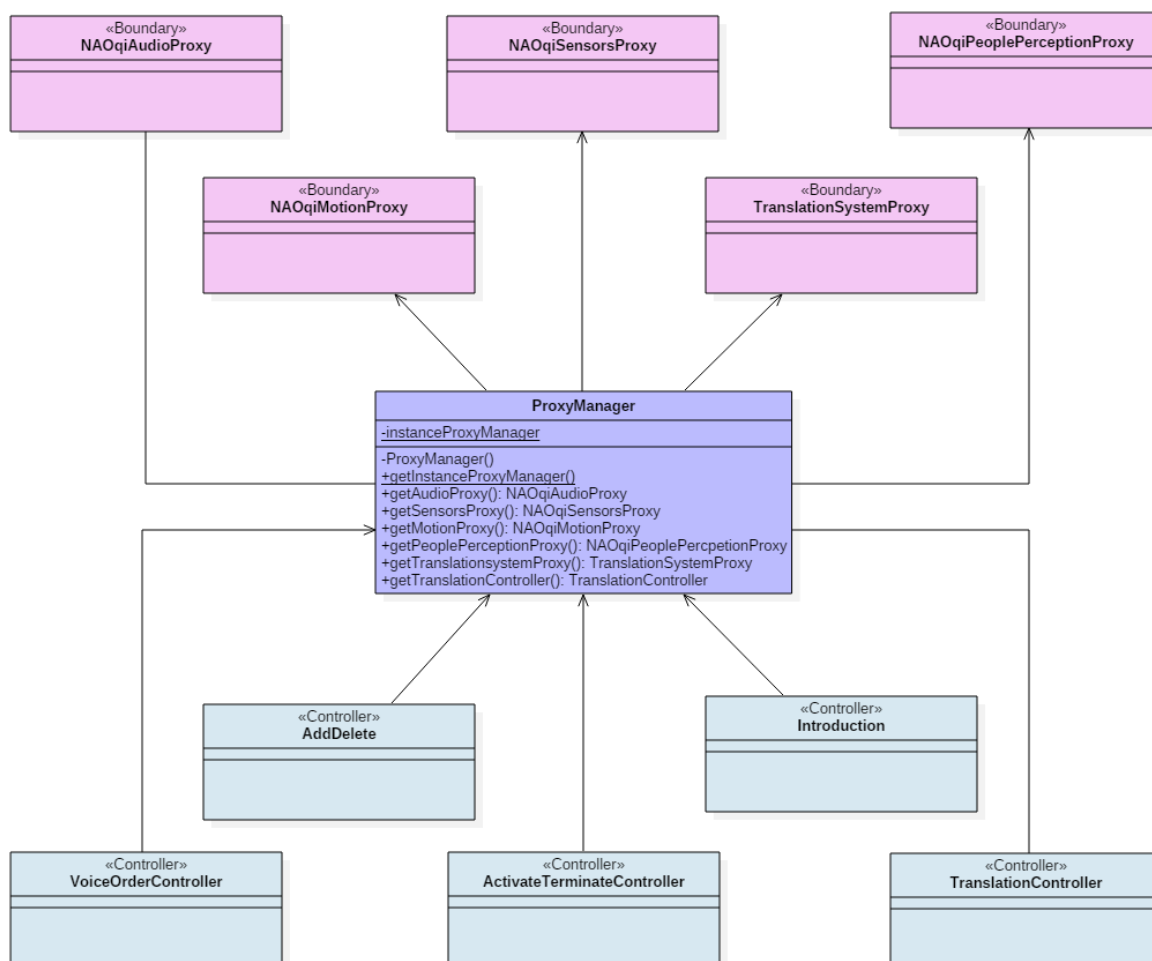 «Boundary»
NAOqiAudioProxy
«Boundary»
NAOqiSensorsProxy
«Boundary»
NAOqiPeoplePerceptionProxy
«Boundary»
NAOqiMotionProxy
«Boundary»
TranslationSystemProxy
ProxyManager
-instanceProxyManager
-ProxyManager()
+getInstanceProxyManager()
+getAudioProxy(): NAOqiAudioProxy
+getSensorsProxy(): NAOqiSensorsProxy
+getMotionProxy(): NAOqiMotionProxy
+getPeoplePerceptionProxy(): NAOqiPeoplePercpetionProxy
+getTranslationsystemProxy(): TranslationSystemProxy
+getTranslationController(): TranslationController
«Controller»
AddDelete
«Controller»
Introduction
«Controller»
VoiceOrderController
«Controller»
ActivateTerminateController
«Controller»
TranslationController